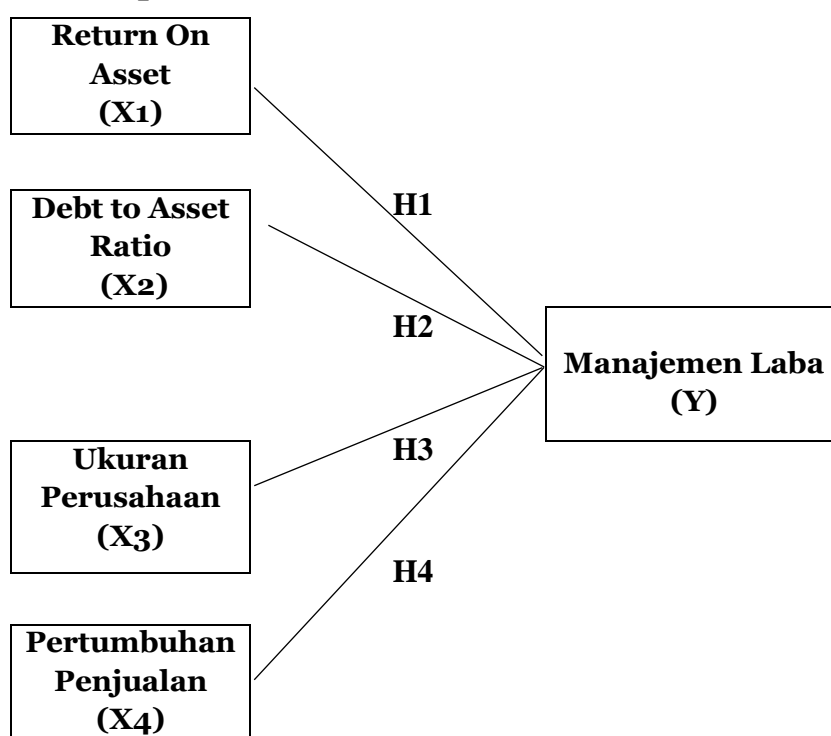 Return On
Asset
(X1)
H1
Debt to Asset
Ratio
(X2)
H2
Manajemen Laba
(Y)
H3
Ukuran
Perusahaan
(X3)
H4
Pertumbuhan
Penjualan
(X4)